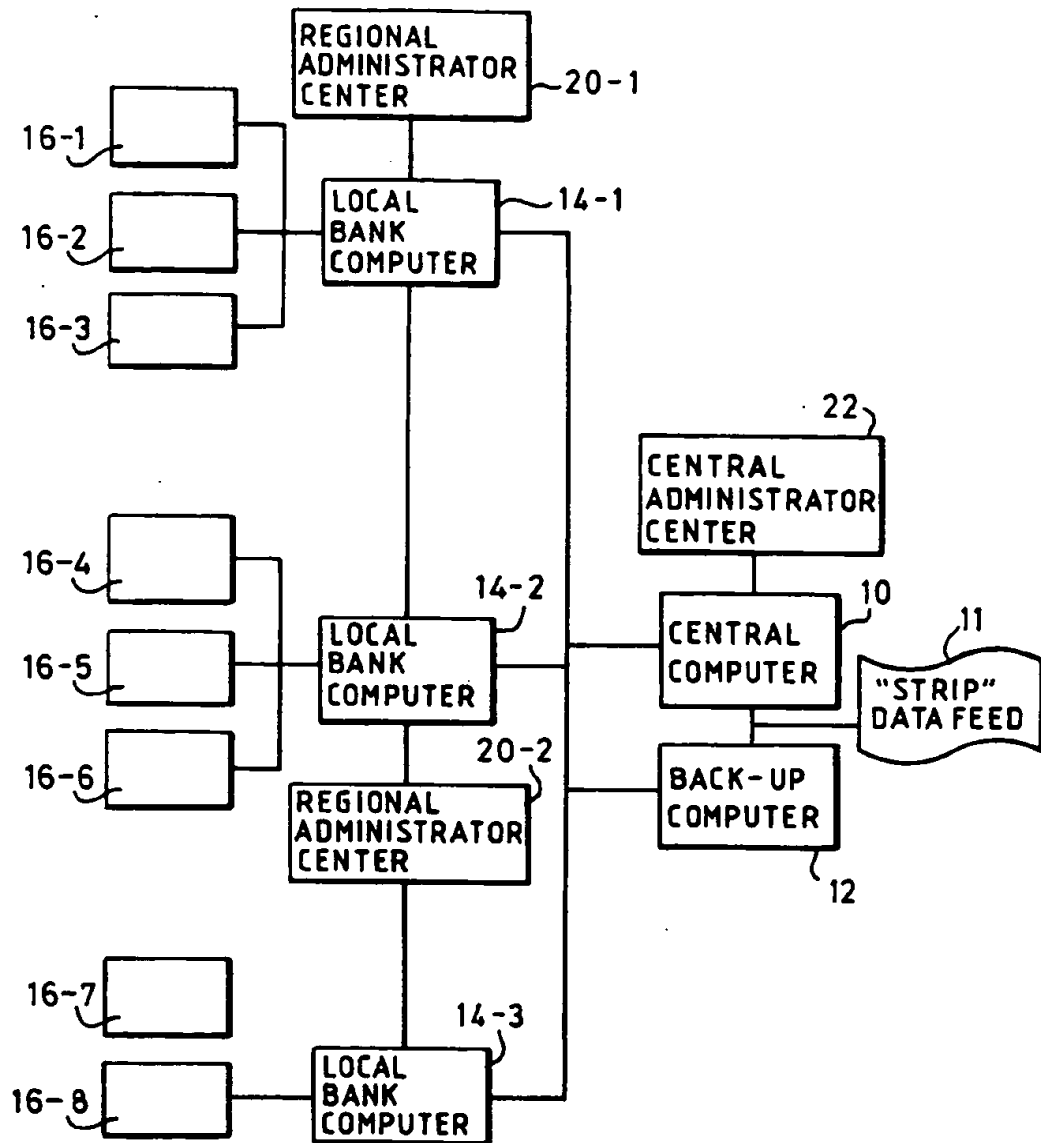 REGIONAL
ADMINISTRATOR
CENTER
20-1
16-1
LOCAL
BANK
COMPUTER
14-1
16-2
16-3
22
CENTRAL
ADMINISTRATOR
CENTER
16-4
14-2
10
LOCAL
BANK
COMPUTER
CENTRAL
COMPUTER
11
"STRIP"
DATA FEED
16-5
16-6
20-2
REGIONAL
ADMINISTRATOR
CENTER
BACK-UP
COMPUTER
12
16-7
14-3
LOCAL
BANK
COMPUTER
16-8